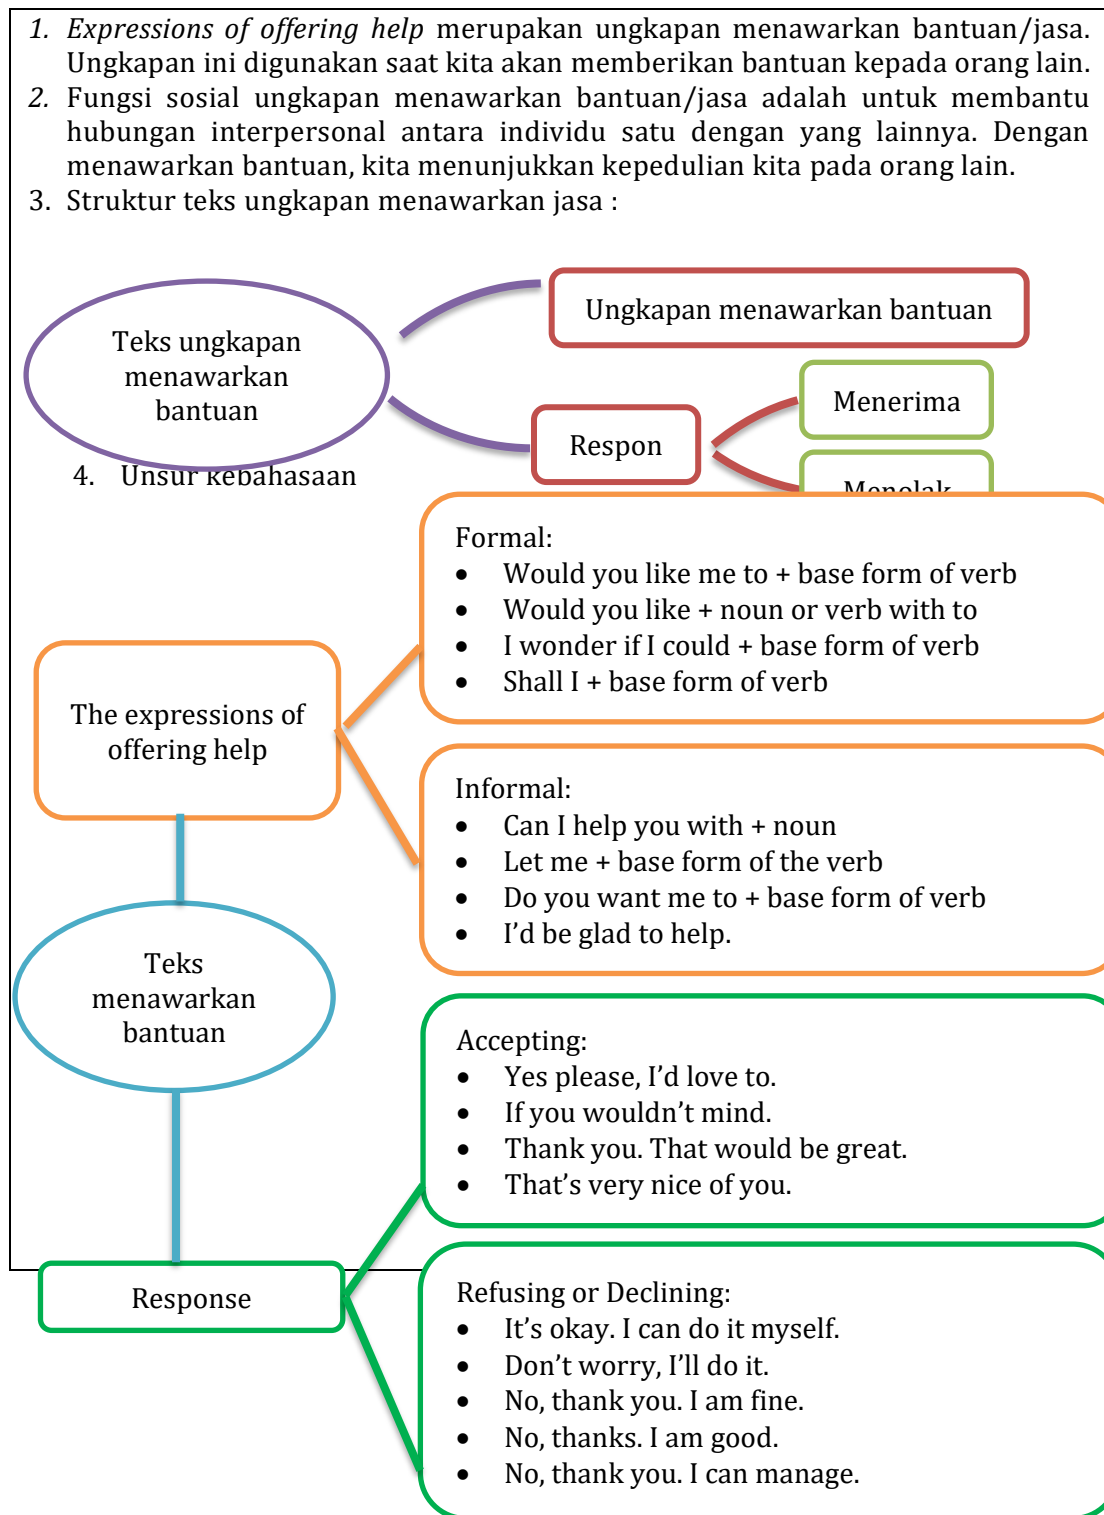 1. Expressions of offering help merupakan ungkapan menawarkan bantuan/jasa.
Ungkapan ini digunakan saat kita akan memberikan bantuan kepada orang lain.
2. Fungsi sosial ungkapan menawarkan bantuan/jasa adalah untuk membantu
hubungan interpersonal antara individu satu dengan yang lainnya. Dengan
menawarkan bantuan, kita menunjukkan kepedulian kita pada orang lain.
3. Struktur teks ungkapan menawarkan jasa :
Teks ungkapan
menawarkan
bantuan
Ungkapan menawarkan bantuan
Respon
Menerima
Menolak
4. Unsur kebahasaan
The expressions of
offering help
Formal:
• Would you like me to + base form of verb
• Would you like + noun or verb with to
• I wonder if I could + base form of verb
• Shall I + base form of verb
Informal:
• Can I help you with + noun
• Let me + base form of the verb
• Do you want me to + base form of verb
• I’d be glad to help.
Teks
menawarkan
bantuan
Response
Accepting:
• Yes please, I’d love to.
• If you wouldn’t mind.
• Thank you. That would be great.
• That’s very nice of you.
Refusing or Declining:
• It’s okay. I can do it myself.
• Don’t worry, I’ll do it.
• No, thank you. I am fine.
• No, thanks. I am good.
• No, thank you. I can manage.